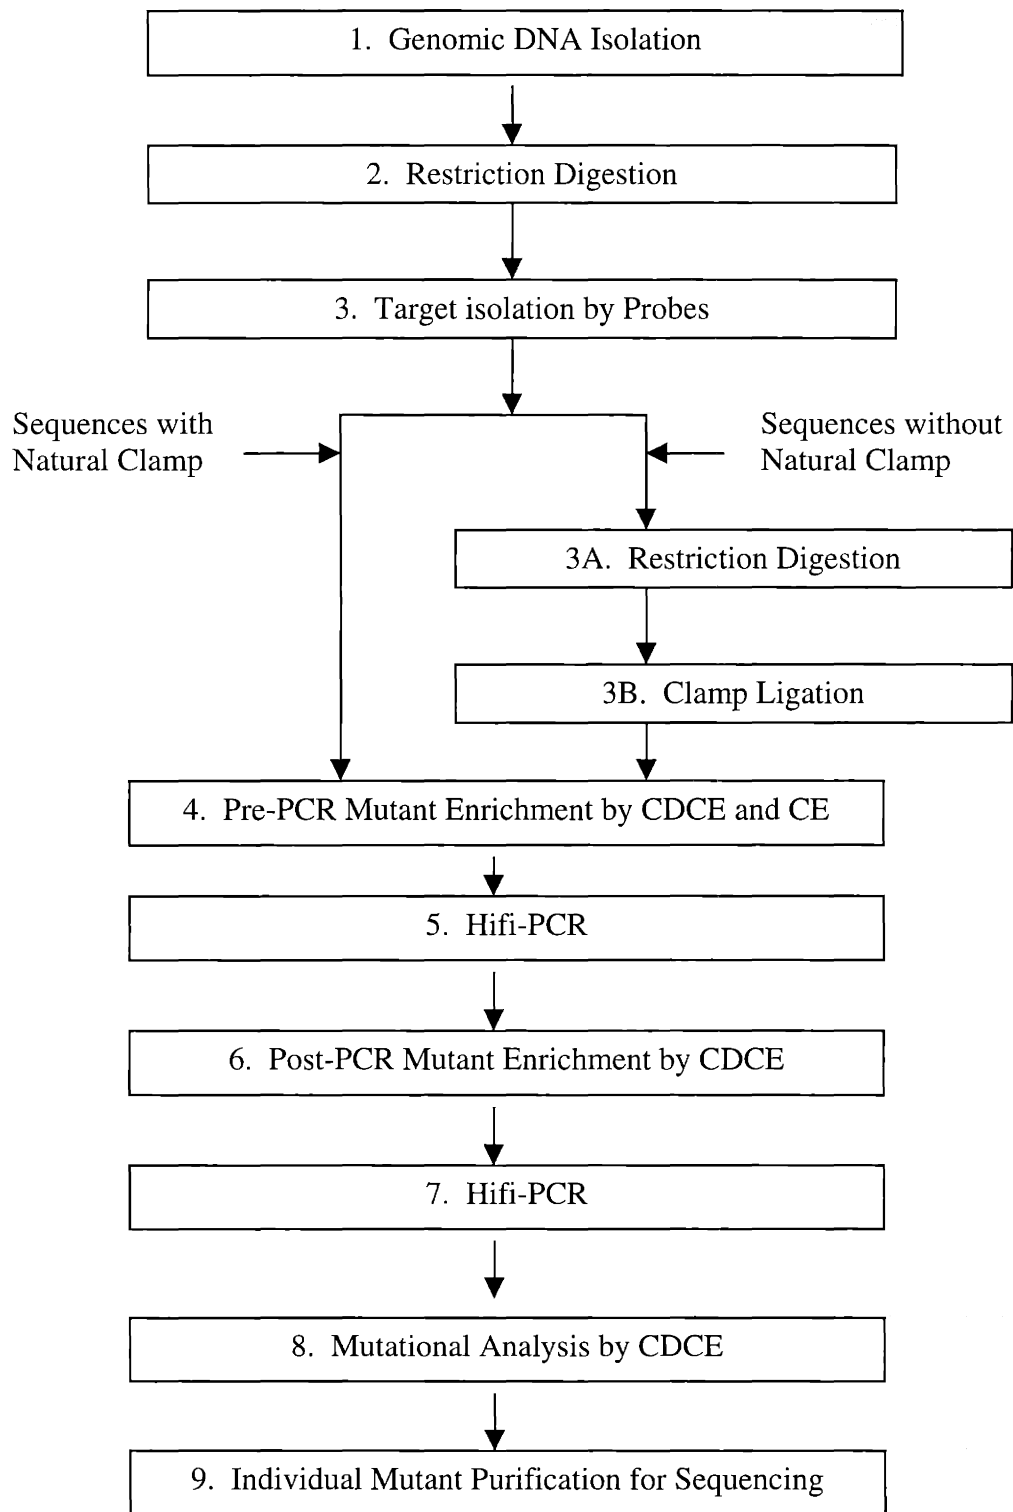 1. Genomic DNA Isolation
2. Restriction Digestion
3. Target isolation by Probes
Sequences with
Natural Clamp
Sequences without
Natural Clamp
3A. Restriction Digestion
3B. Clamp Ligation
4. Pre-PCR Mutant Enrichment by CDCE and CE
5. Hifi-PCR
6. Post-PCR Mutant Enrichment by CDCE
7. Hifi-PCR
8. Mutational Analysis by CDCE
9. Individual Mutant Purification for Sequencing